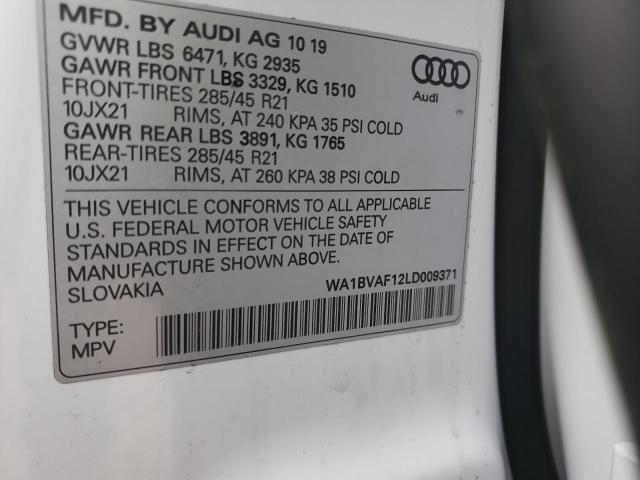 MFD. BY AUDI AG 10 19
GVWR LBS 6471, KG 2935
GAWR FRONT LBS 3329, KG 1510
FRONT-TIRES 285/45 R21
10JX21 RIMS, AT 240 KPA 35 PSI COLD
GAWR REAR LBS 3891, KG 1765
REAR-TIRES 285/45 R21
10JX21 RIMS, AT 260 KPA 38 PSI COLD
Audi
THIS VEHICLE CONFORMS TO ALL APPLICABLE
U.S. FEDERAL MOTOR VEHICLE SAFETY
STANDARDS IN EFFECT ON THE DATE OF
MANUFACTURE SHOWN ABOVE.
SLOVAKIA WA1BVAF12LD009371
TYPE:
MPV